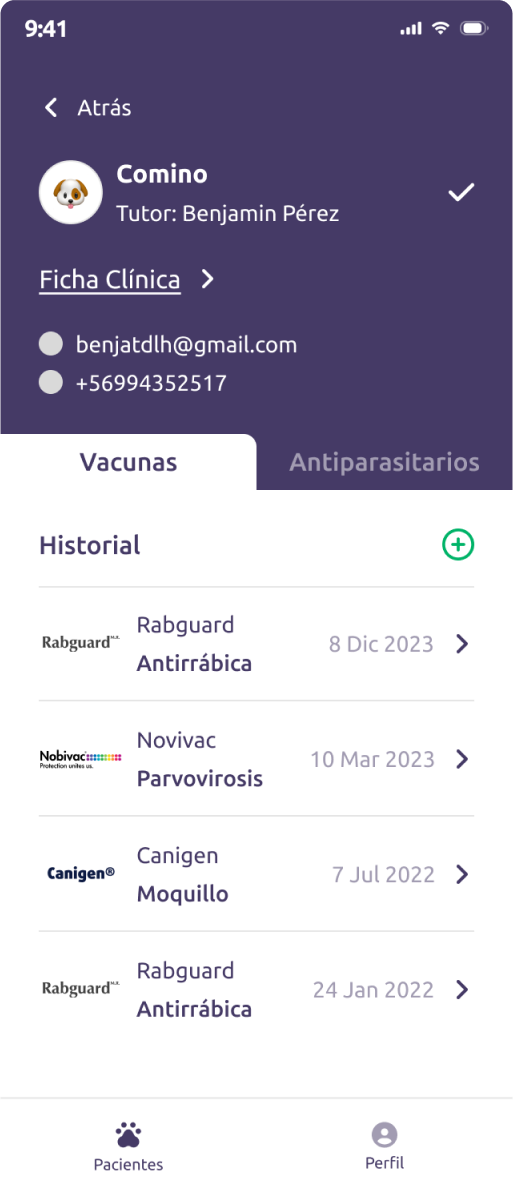 9:41
Atrás
Comino
Tutor: Benjamin Pérez
Ficha Clínica
benjatdlh@gmail.com
+56994352517
Vacunas
Antiparasitarios
Historial
Rabguard
Rabguard
Antirrábica
8 Dic 2023
Nobivac
Protection unites us.
Novivac
Parvovirosis
10 Mar 2023
Canigen®
Canigen
Moquillo
7 Jul 2022
Rabguard
Rabguard
Antirrábica
24 Jan 2022
Pacientes
Perfil